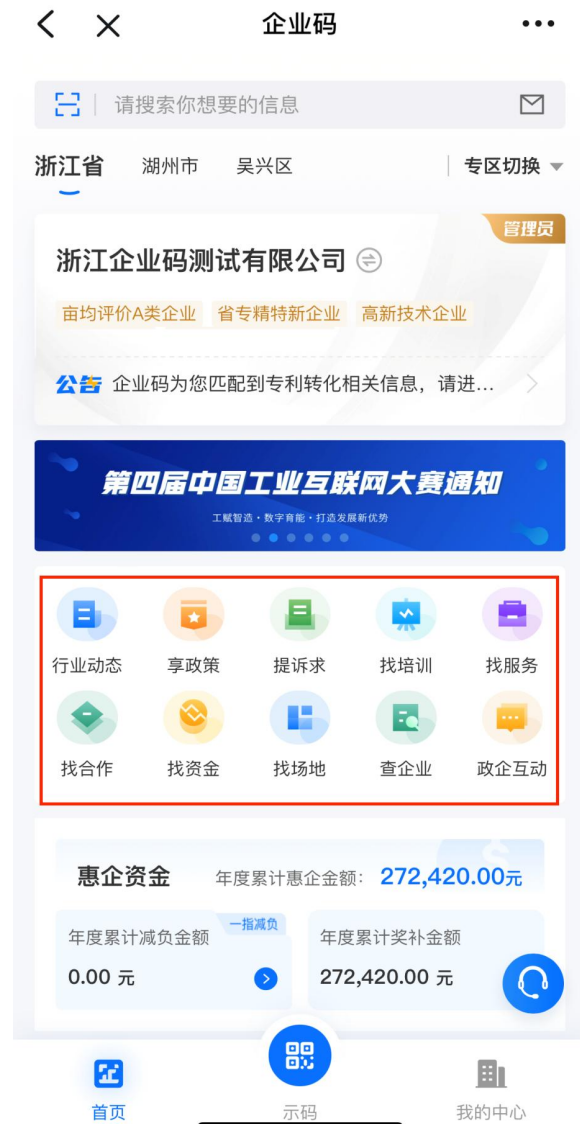 企业码
请搜索你想要的信息
浙江省 湖州市 吴兴区 专区切换
管理员
浙江企业码测试有限公司
亩均评价A类企业 省专精特新企业 高新技术企业
公告 企业码为您匹配到专利转化相关信息，请进...
第四届中国工业互联网大赛通知
工赋智造·数字育能·打造发展新优势
行业动态 享政策 提诉求 找培训 找服务
找合作 找资金 找场地 查企业 政企互动
惠企资金 年度累计惠企金额： 272,420.00元
一指减负
年度累计减负金额 年度累计奖补金额
0.00 元 272,420.00 元
首页 示码 我的中心